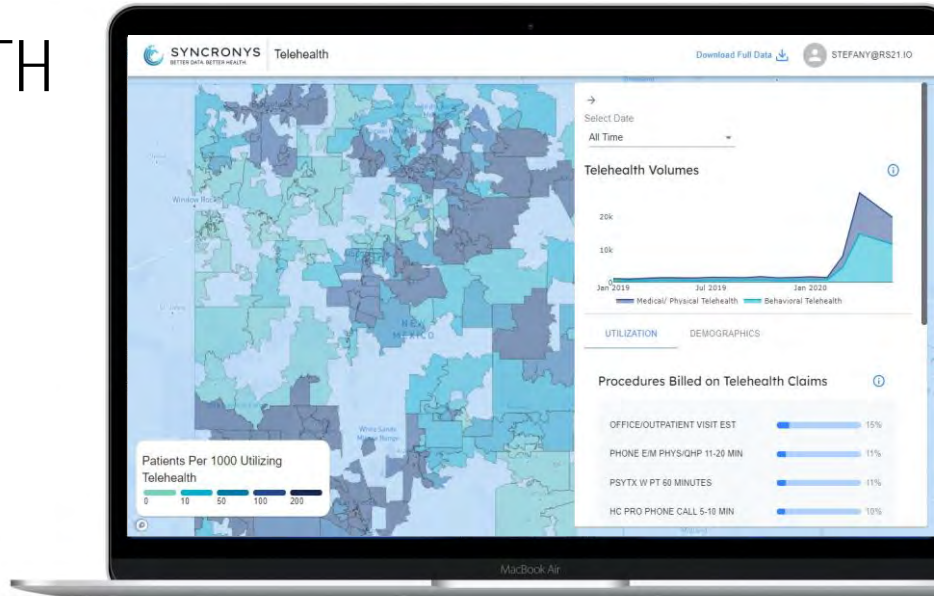 TH
SYNCRONYS
BETTER DATA. BETTER HEALTH.
Telehealth
Download Full Data
STEFANY@RS21.IO
Select Date
All Time
Telehealth Volumes
20k
10k
0
Jan 2019
Jul 2019
Jan 2020
Medical/ Physical Telehealth
Behavioral Telehealth
UTILIZATION
DEMOGRAPHICS
Procedures Billed on Telehealth Claims
OFFICE/OUTPATIENT VISIT EST
15%
PHONE E/M PHYS/QHP 11-20 MIN
11%
PSYTX W PT 60 MINUTES
11%
HC PRO PHONE CALL 5-10 MIN
10%
Window Rock
NEW
MEXICO
White Sands
Missile Range
Patients Per 1000 Utilizing
Telehealth
0
10
50
100
200
MacBook Air